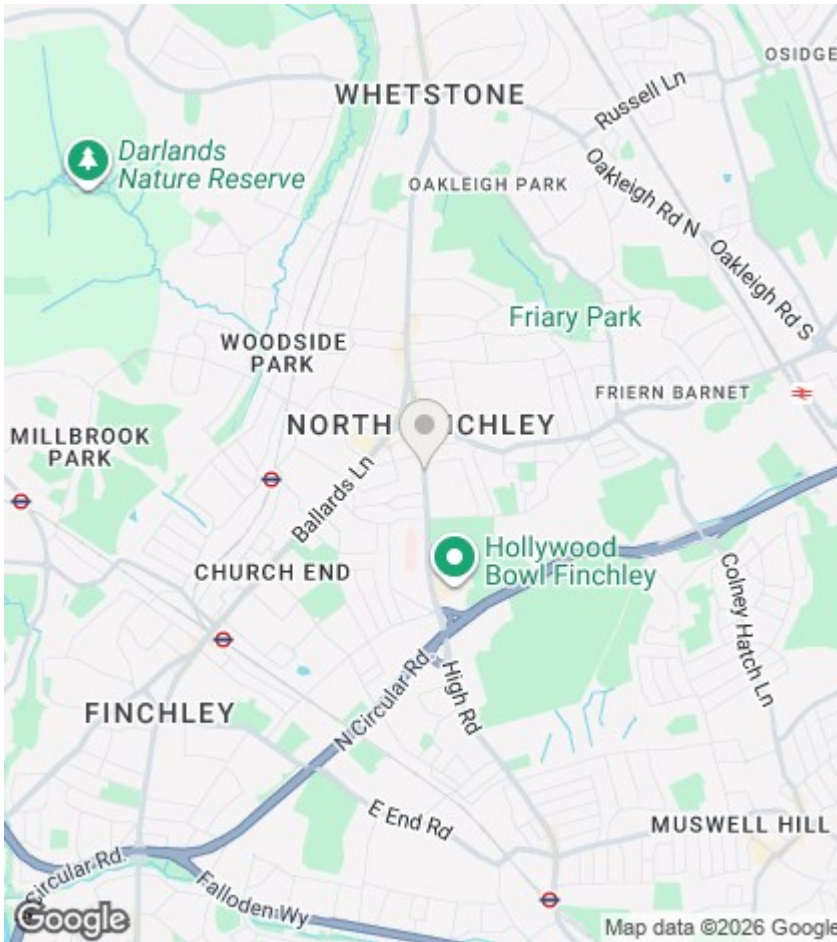 OSIDGE
WHETSTONE
Russell Ln
Darlands
Nature Reserve
OAKLEIGH PARK
Oakleigh Rd N
Oakleigh Rd S
Friary Park
WOODSIDE
PARK
FRIERN BARNET
NORTH
CHLEY
MILLBROOK
PARK
Ballards Ln
Hollywood
Bowl Finchley
CHURCH END
Colney Hatch Ln
High Rd
FINCHLEY
N Circular Rd.
E End Rd
MUSWELL HILL
Circular Rd.
Falloden Wy
Google
Map data ©2026 Google